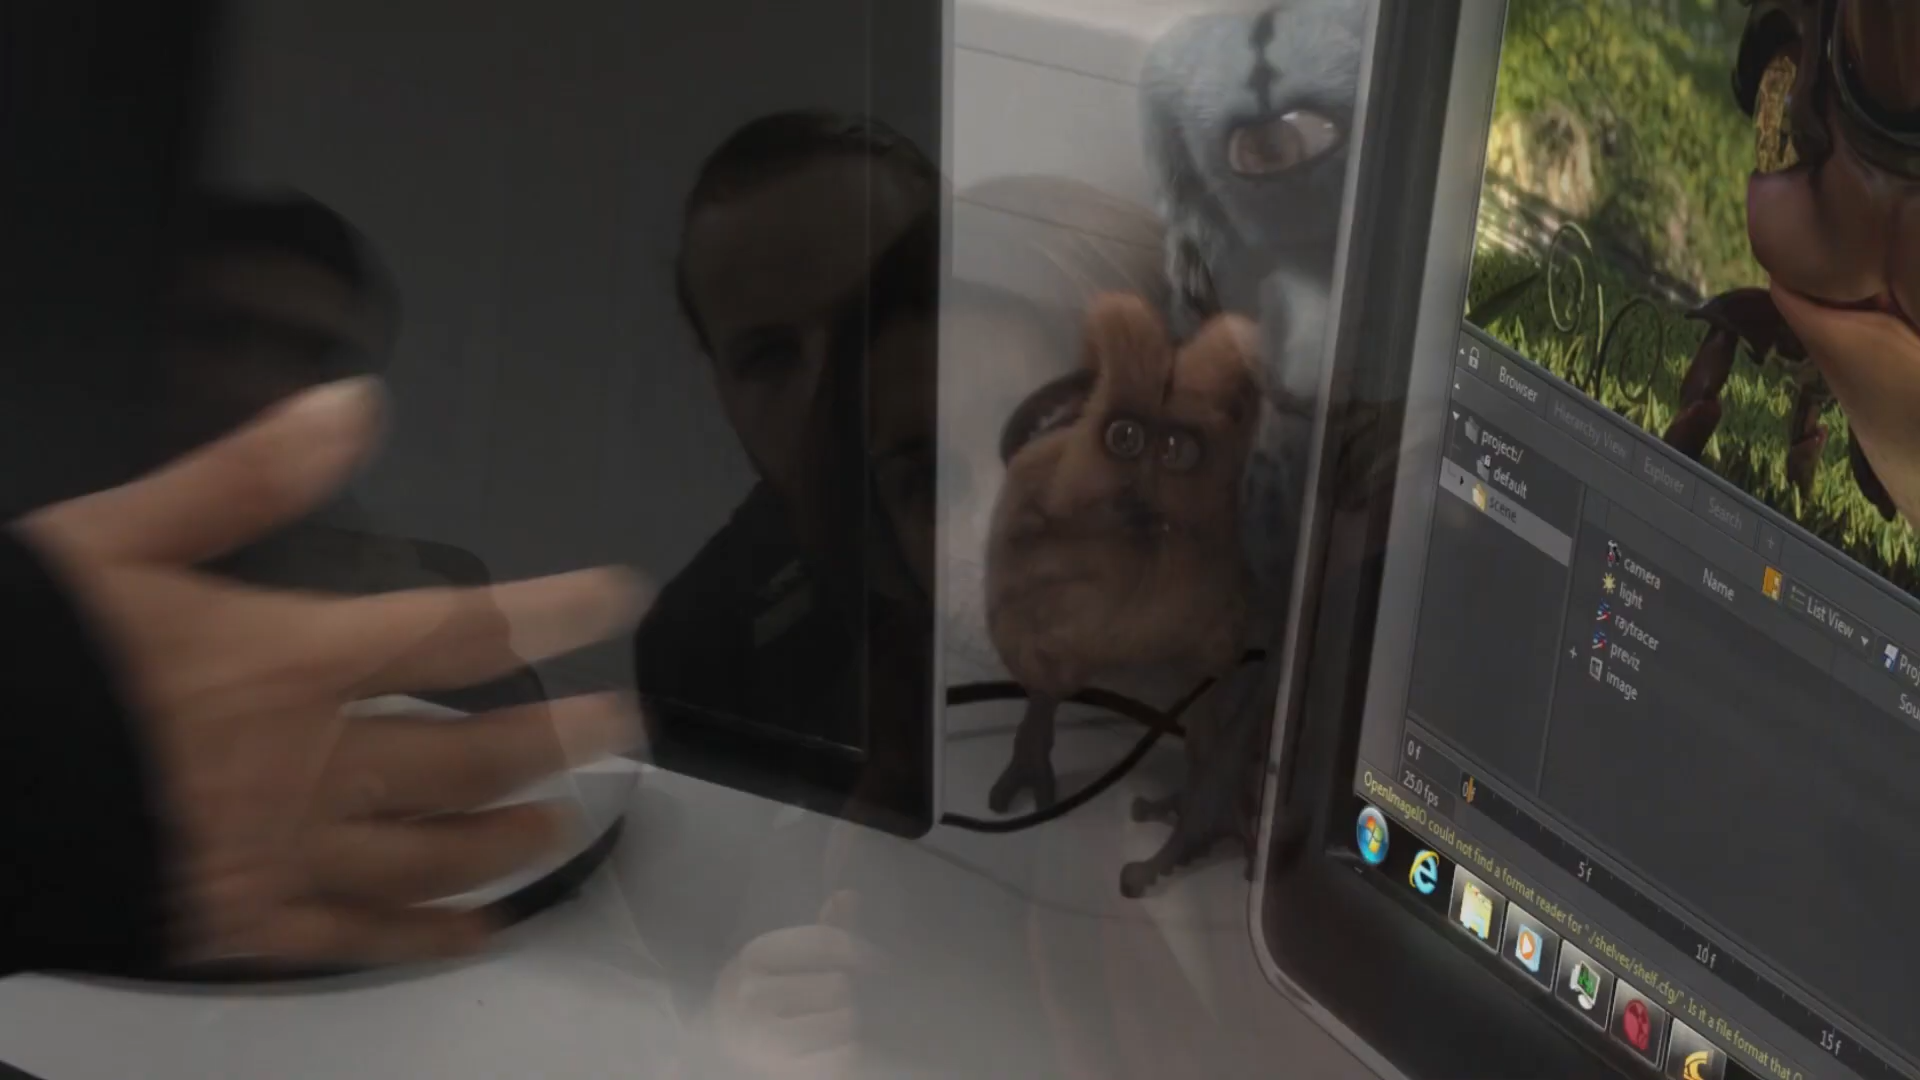 Browser
Hierarchy View
Explorer
Search
+
project:/
default
scene
Name
List View
camera
light
raytracer
previz
image
0 f
25.0 fps
0f
5f
10f
15f
OpenImageIO could not find a format reader for "./shelves/shelf.cfg/". Is it a file format that